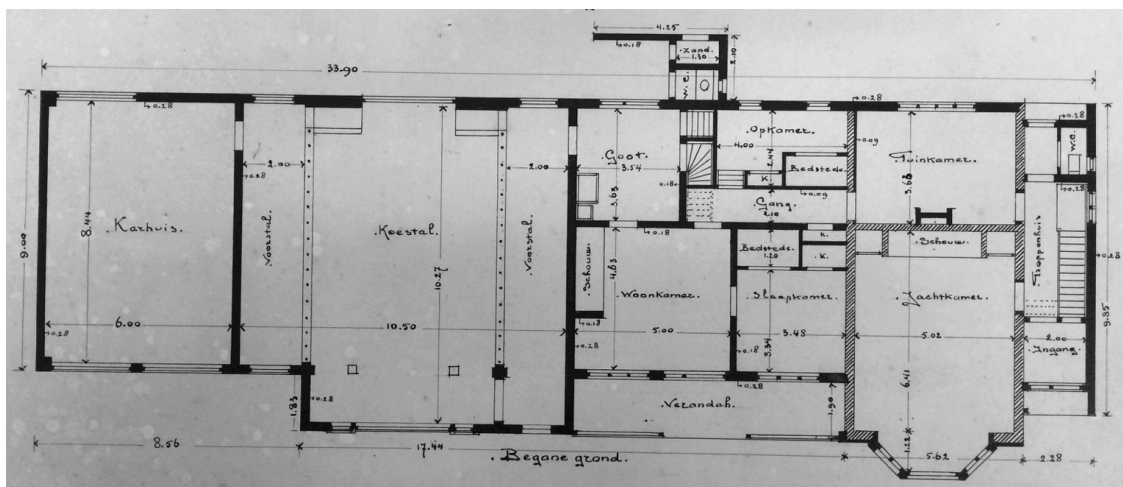 4.25
0.18
Zand.
1.50
2.10
W.C.
33.90
0.28
0.28
Opkamer.
4.00
2.44
0.09
Bedstede.
K.
0.09
Tuinkamer.
3.63
0.28
W.C.
0.18
9.00
8.44
Karhuis.
6.00
0.28
2.00
0.28
Voorstal.
Koestal.
10.27
10.50
2.00
Voorstal.
Goot.
3.54
3.63
0.18
Gang.
2.10
0.18
Schouw.
4.63
Woonkamer.
5.00
0.18
0.28
Bedstede.
1.20
K.
K.
Slaapkamer.
3.48
3.34
0.18
0.28
Schouw.
Jachtkamer.
5.02
6.41
Trappenhuis
0.28
9.85
2.00
Ingang.
Verandah.
1.90
1.83
0.28
8.56
17.44
1.22
5.62
2.28
Begane grond.